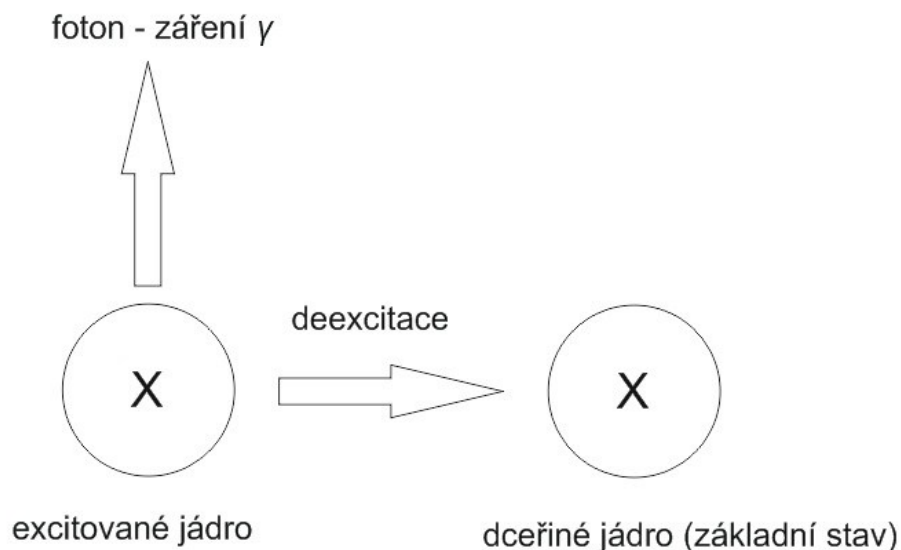 foton - záření γ
deexcitace
X
X
excitované jádro
dceřiné jádro (základní stav)